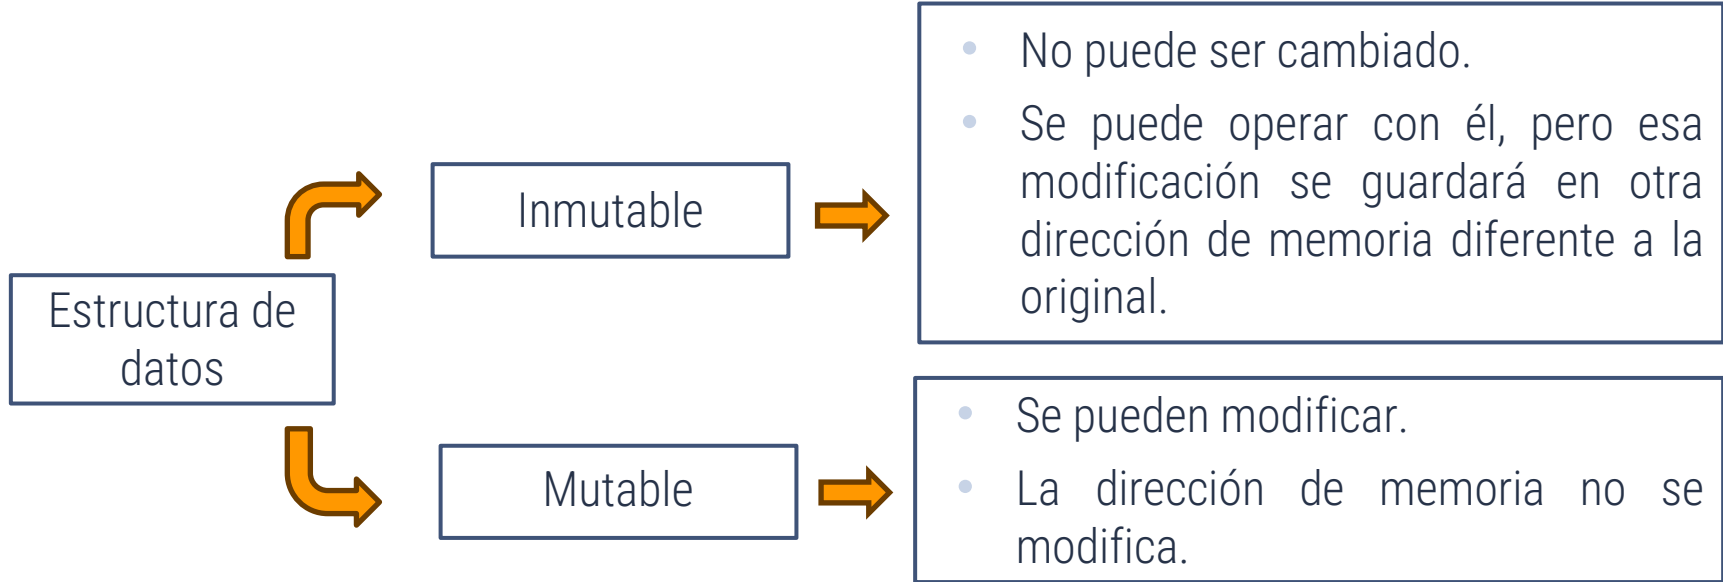 Estructura de
datos
Inmutable
No puede ser cambiado.
Se puede operar con él, pero esa
modificación se guardará en otra
dirección de memoria diferente a la
original.
Mutable
Se pueden modificar.
La dirección de memoria no se
modifica.